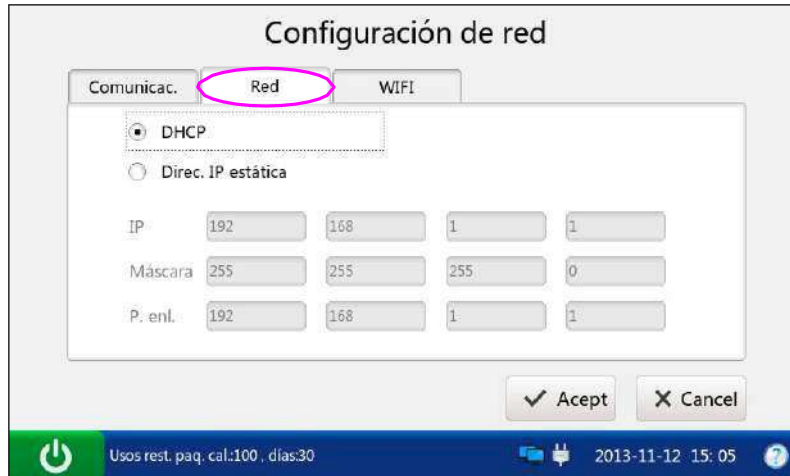 Configuración de red
Comunicac. Red WIFI
DHCP
Direc. IP estática
IP 192 168 1 1
Máscara 255 255 255 0
P. enl. 192 168 1 1
Acept Cancel
Usos rest. paq. cal.:100 , días:30 2013-11-12 15: 05 ?